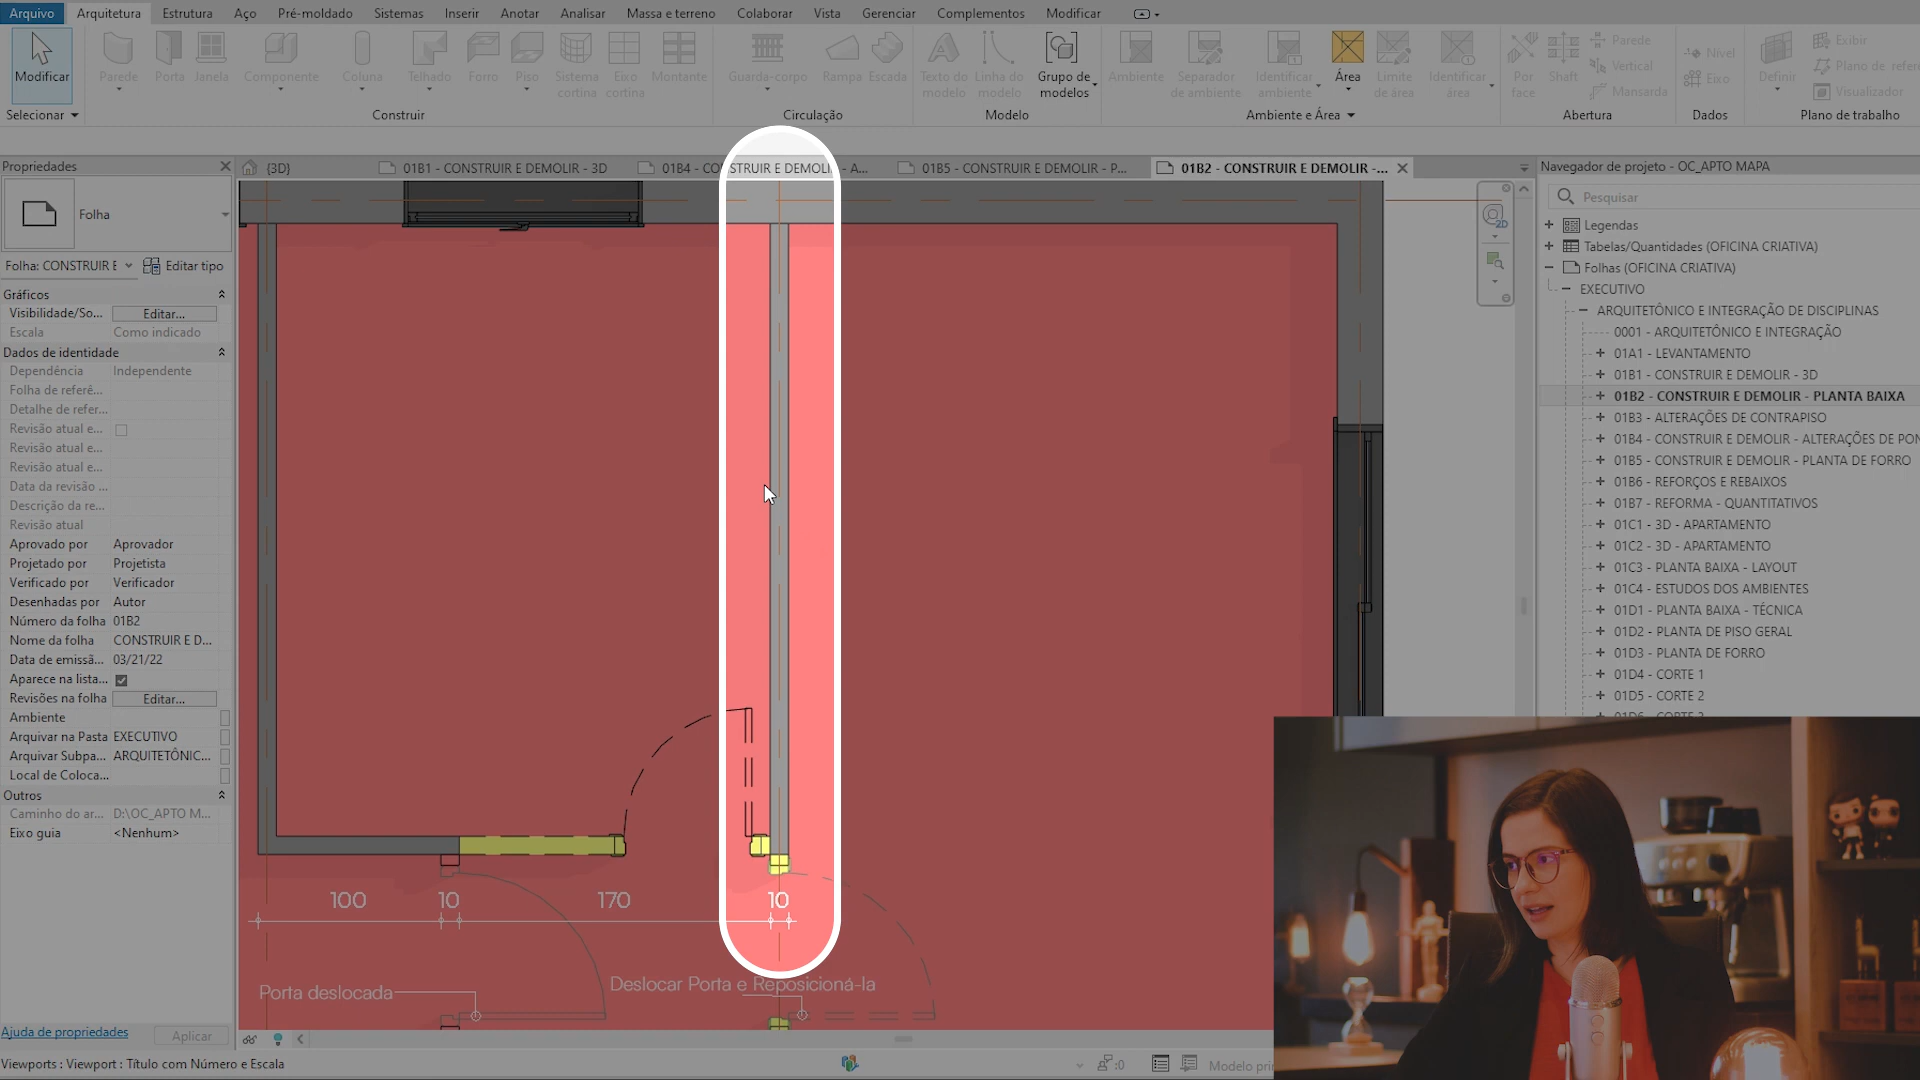 Arquivo Arquitetura Estrutura Aço Pré-moldado Sistemas Inserir Anotar Analisar Massa e terreno Colaborar Vista Gerenciar Complementos Modificar
Modificar Parede Porta Janela Componente Coluna Telhado Forro Piso Sistema cortina Eixo cortina Montante Guarda-corpo Rampa Escada Texto do modelo Linha do modelo Grupo de modelos Ambiente Separador de ambiente Identificar ambiente Área Limite de área Identificar área Por face Shaft Parede Vertical Mansarda Nível Eixo Definir Exibir Plano de Visualizador
Selecionar Construir Circulação Modelo Ambiente e Área Abertura Dados Plano de trabalho
Propriedades
{3D} 01B1 - CONSTRUIR E DEMOLIR - 3D 01B4 - CO STRUIR E DEMOLI - A... 01B5 - CONSTRUIR E DEMOLIR - P... 01B2 - CONSTRUIR E DEMOLIR -...
Folha
Folha: CONSTRUIR E Editar tipo
Gráficos
Visibilidade/So... Editar...
Escala Como indicado
Dados de identidade
Dependência Independente
Folha de referê...
Detalhe de refer...
Revisão atual e...
Revisão atual e...
Revisão atual e...
Data da revisão ...
Descrição da re...
Revisão atual
Aprovado por Aprovador
Projetado por Projetista
Verificado por Verificador
Desenhadas por Autor
Número da folha 01B2
Nome da folha CONSTRUIR E D...
Data de emissã... 03/21/22
Aparece na lista...
Revisões na folha Editar...
Ambiente
Arquivar na Pasta EXECUTIVO
Arquivar Subpa... ARQUITETÔNIC...
Local de Coloca...
Outros
Caminho do ar... D:\OC_APTO M...
Eixo guia <Nenhum>
Ajuda de propriedades Aplicar
100 10 170 10
Deslocar Porta e Reposicioná-la
Porta deslocada
2D
Navegador de projeto - OC_APTO MAPA
Pesquisar
Legendas
Tabelas/Quantidades (OFICINA CRIATIVA)
Folhas (OFICINA CRIATIVA)
EXECUTIVO
ARQUITETÔNICO E INTEGRAÇÃO DE DISCIPLINAS
0001 - ARQUITETÔNICO E INTEGRAÇÃO
01A1 - LEVANTAMENTO
01B1 - CONSTRUIR E DEMOLIR - 3D
01B2 - CONSTRUIR E DEMOLIR - PLANTA BAIXA
01B3 - ALTERAÇÕES DE CONTRAPISO
01B4 - CONSTRUIR E DEMOLIR - ALTERAÇÕES DE PON
01B5 - CONSTRUIR E DEMOLIR - PLANTA DE FORRO
01B6 - REFORÇOS E REBAIXOS
01B7 - REFORMA - QUANTITATIVOS
01C1 - 3D - APARTAMENTO
01C2 - 3D - APARTAMENTO
01C3 - PLANTA BAIXA - LAYOUT
01C4 - ESTUDOS DOS AMBIENTES
01D1 - PLANTA BAIXA - TÉCNICA
01D2 - PLANTA DE PISO GERAL
01D3 - PLANTA DE FORRO
01D4 - CORTE 1
01D5 - CORTE 2
Viewports : Viewport : Título com Número e Escala :0 Modelo pri